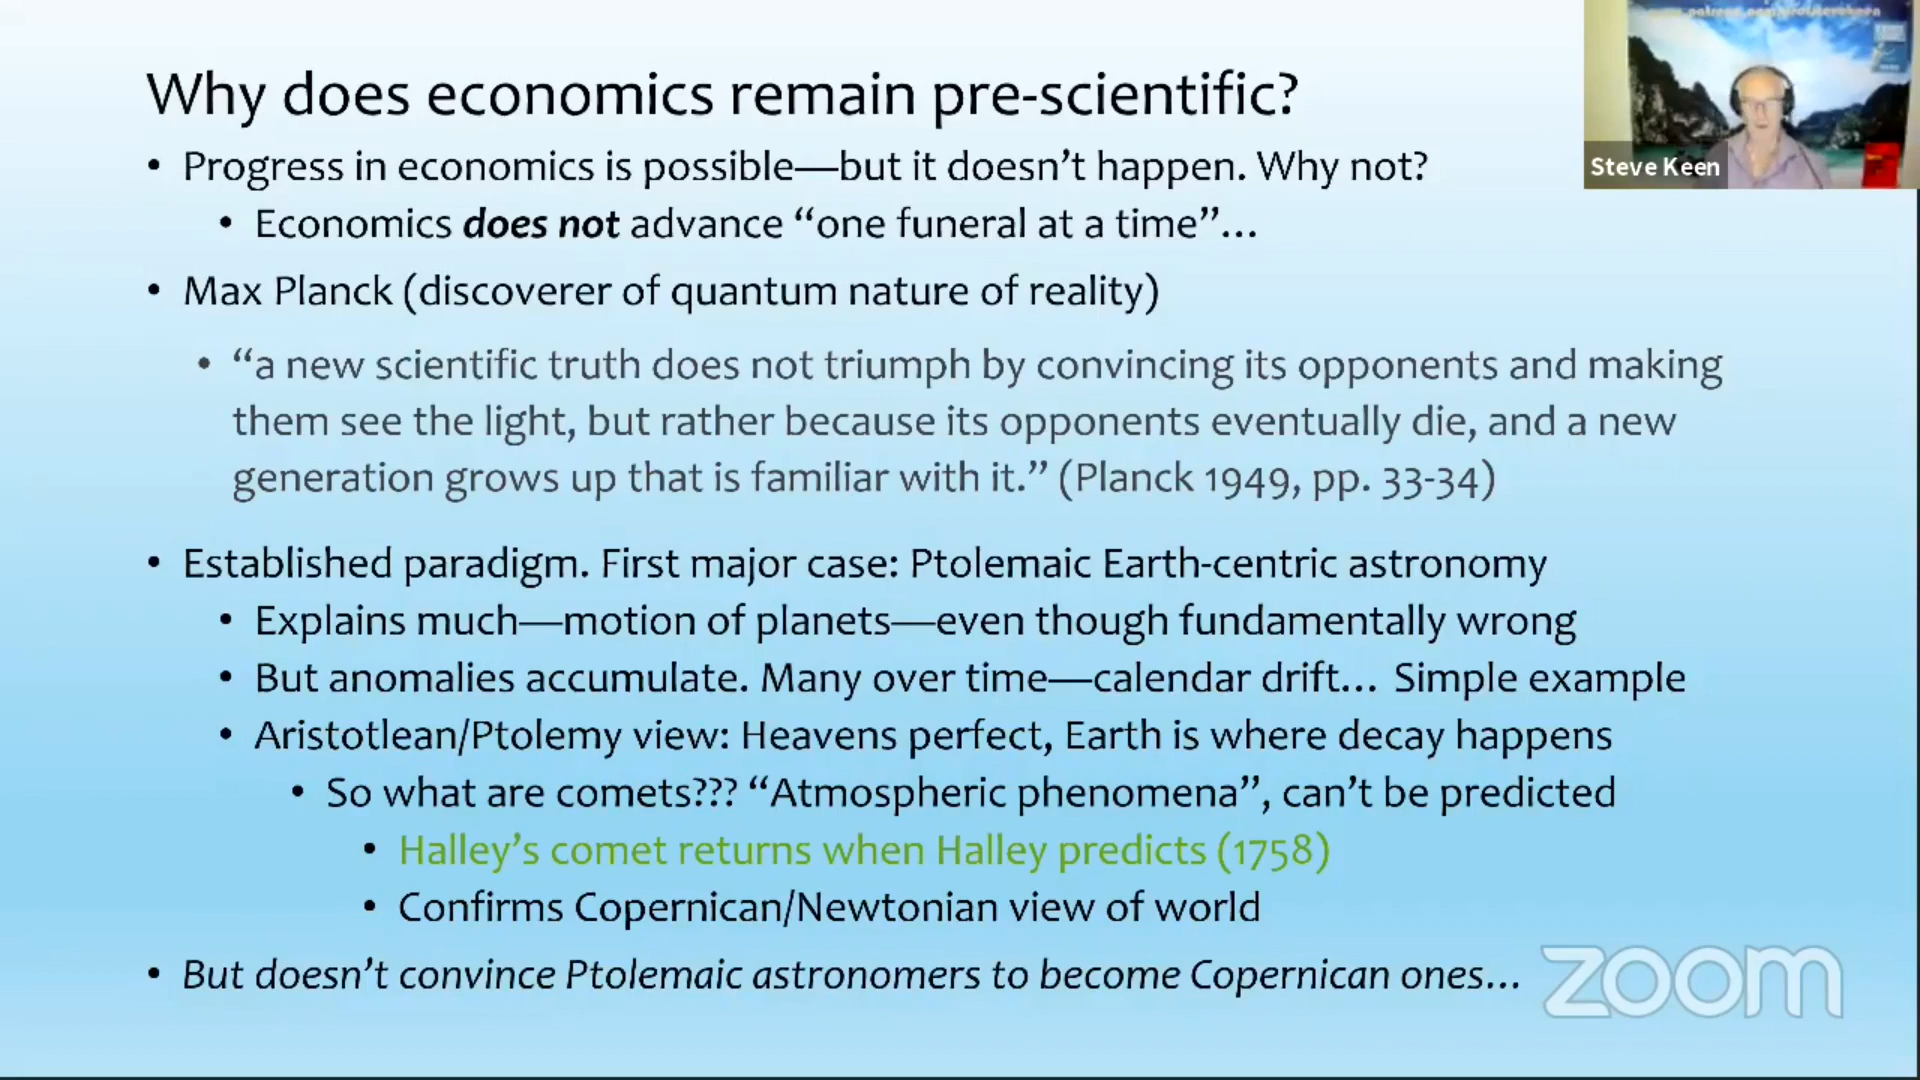 Why does economics remain pre-scientific?
• Progress in economics is possible—but it doesn't happen. Why not?
• Economics does not advance “one funeral at a time”...
• Max Planck (discoverer of quantum nature of reality)
• “a new scientific truth does not triumph by convincing its opponents and making
them see the light, but rather because its opponents eventually die, and a new
generation grows up that is familiar with it.” (Planck 1949, pp. 33-34)
• Established paradigm. First major case: Ptolemaic Earth-centric astronomy
• Explains much—motion of planets—even though fundamentally wrong
• But anomalies accumulate. Many over time—calendar drift... Simple example
• Aristotlean/Ptolemy view: Heavens perfect, Earth is where decay happens
• So what are comets??? “Atmospheric phenomena”, can't be predicted
• Halley's comet returns when Halley predicts (1758)
• Confirms Copernican/Newtonian view of world
• But doesn't convince Ptolemaic astronomers to become Copernican ones...
Steve Keen
zoom